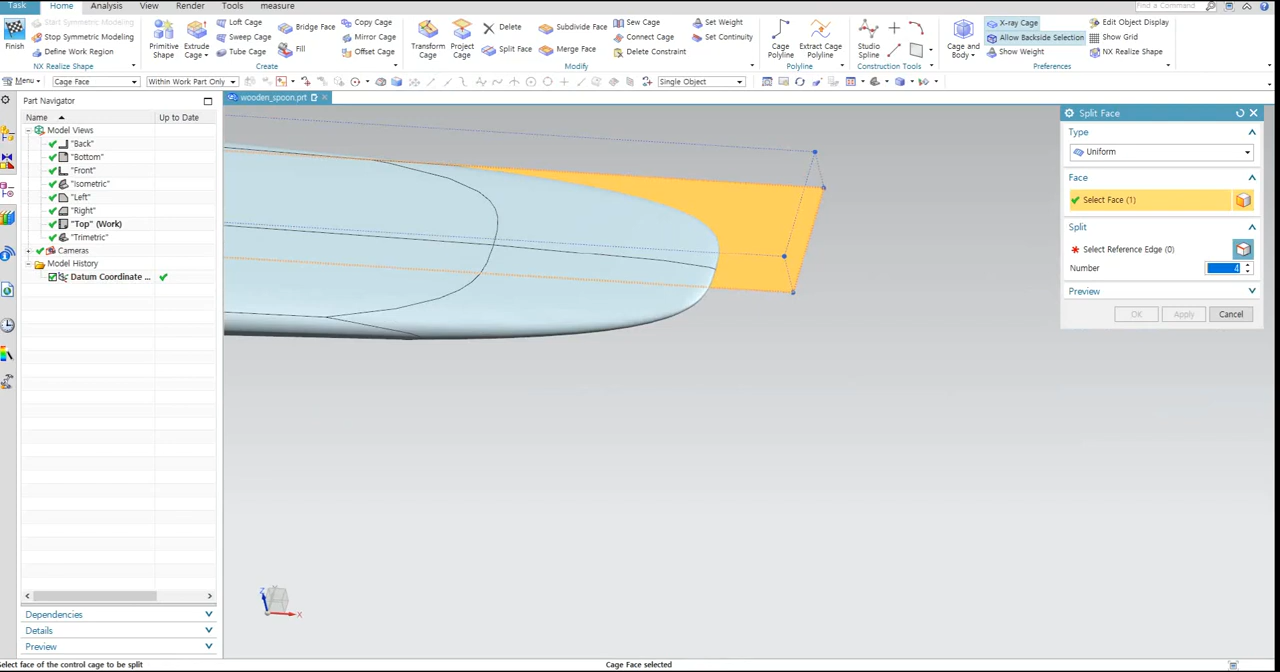 Task Home Analysis View Render Tools measure Find a Command
Start Symmetric Modeling
Stop Symmetric Modeling
Define Work Region
Finish
Primitive Shape
Extrude Cage
Loft Cage
Sweep Cage
Tube Cage
Bridge Face
Fill
Copy Cage
Mirror Cage
Offset Cage
Transform Cage
Project Cage
Delete
Split Face
Subdivide Face
Merge Face
Sew Cage
Connect Cage
Delete Constraint
Set Weight
Set Continuity
Cage Polyline
Extract Cage Polyline
Studio Spline
Cage and Body
X-ray Cage
Allow Backside Selection
Show Weight
Edit Object Display
Show Grid
NX Realize Shape
NX Realize Shape Create Modify Polyline Construction Tools Preferences
Menu Cage Face Within Work Part Only Single Object
Part Navigator
wooden_spoon.prt
Name Up to Date
Model Views
"Back"
"Bottom"
"Front"
"Isometric"
"Left"
"Right"
"Top" (Work)
"Trimetric"
Cameras
Model History
Datum Coordinate ...
Split Face
Type
Uniform
Face
Select Face (1)
Split
Select Reference Edge (0)
Number 4
Preview
OK Apply Cancel
Z
X
Dependencies
Details
Preview
Select face of the control cage to be split Cage Face selected